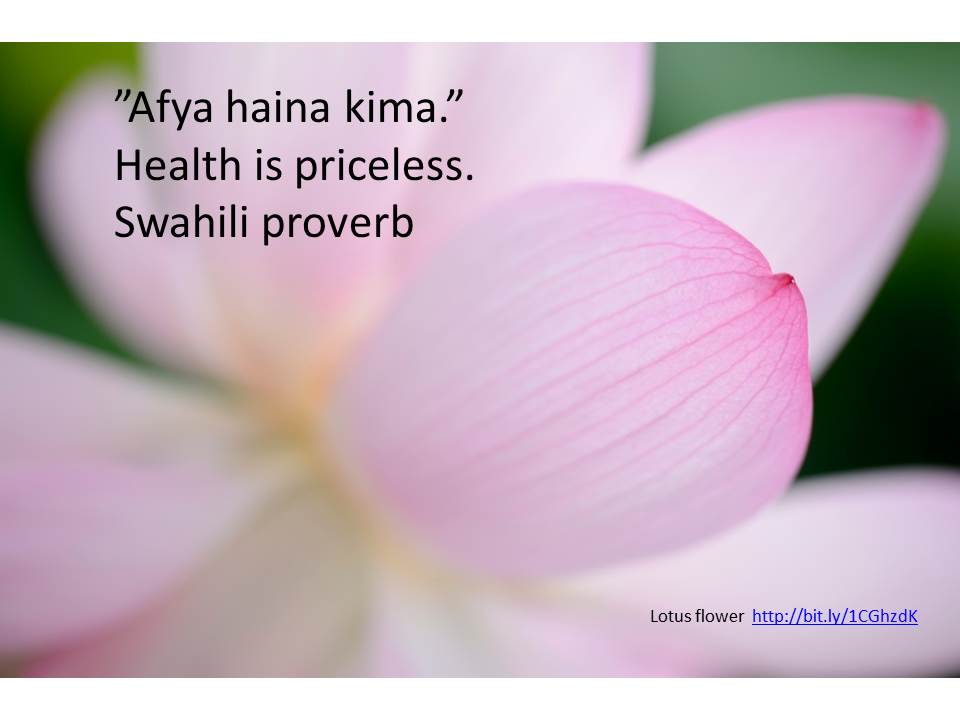 ”Afya haina kima.”
Health is priceless.
Swahili proverb
Lotus flower http://bit.ly/1CGhzdK